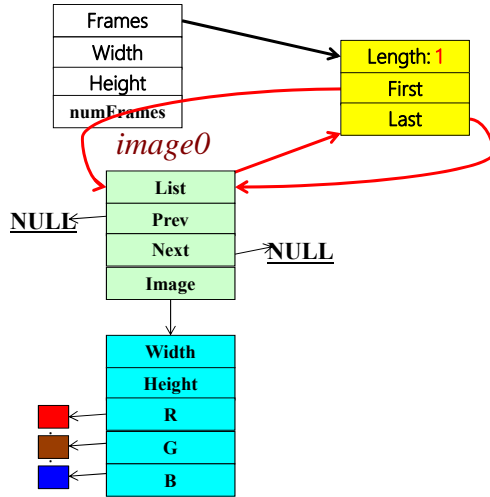 Frames
Width
Height
numFrames
Length: 1
First
Last
image0
List
Prev
Next
Image
NULL
NULL
Width
Height
R
G
B